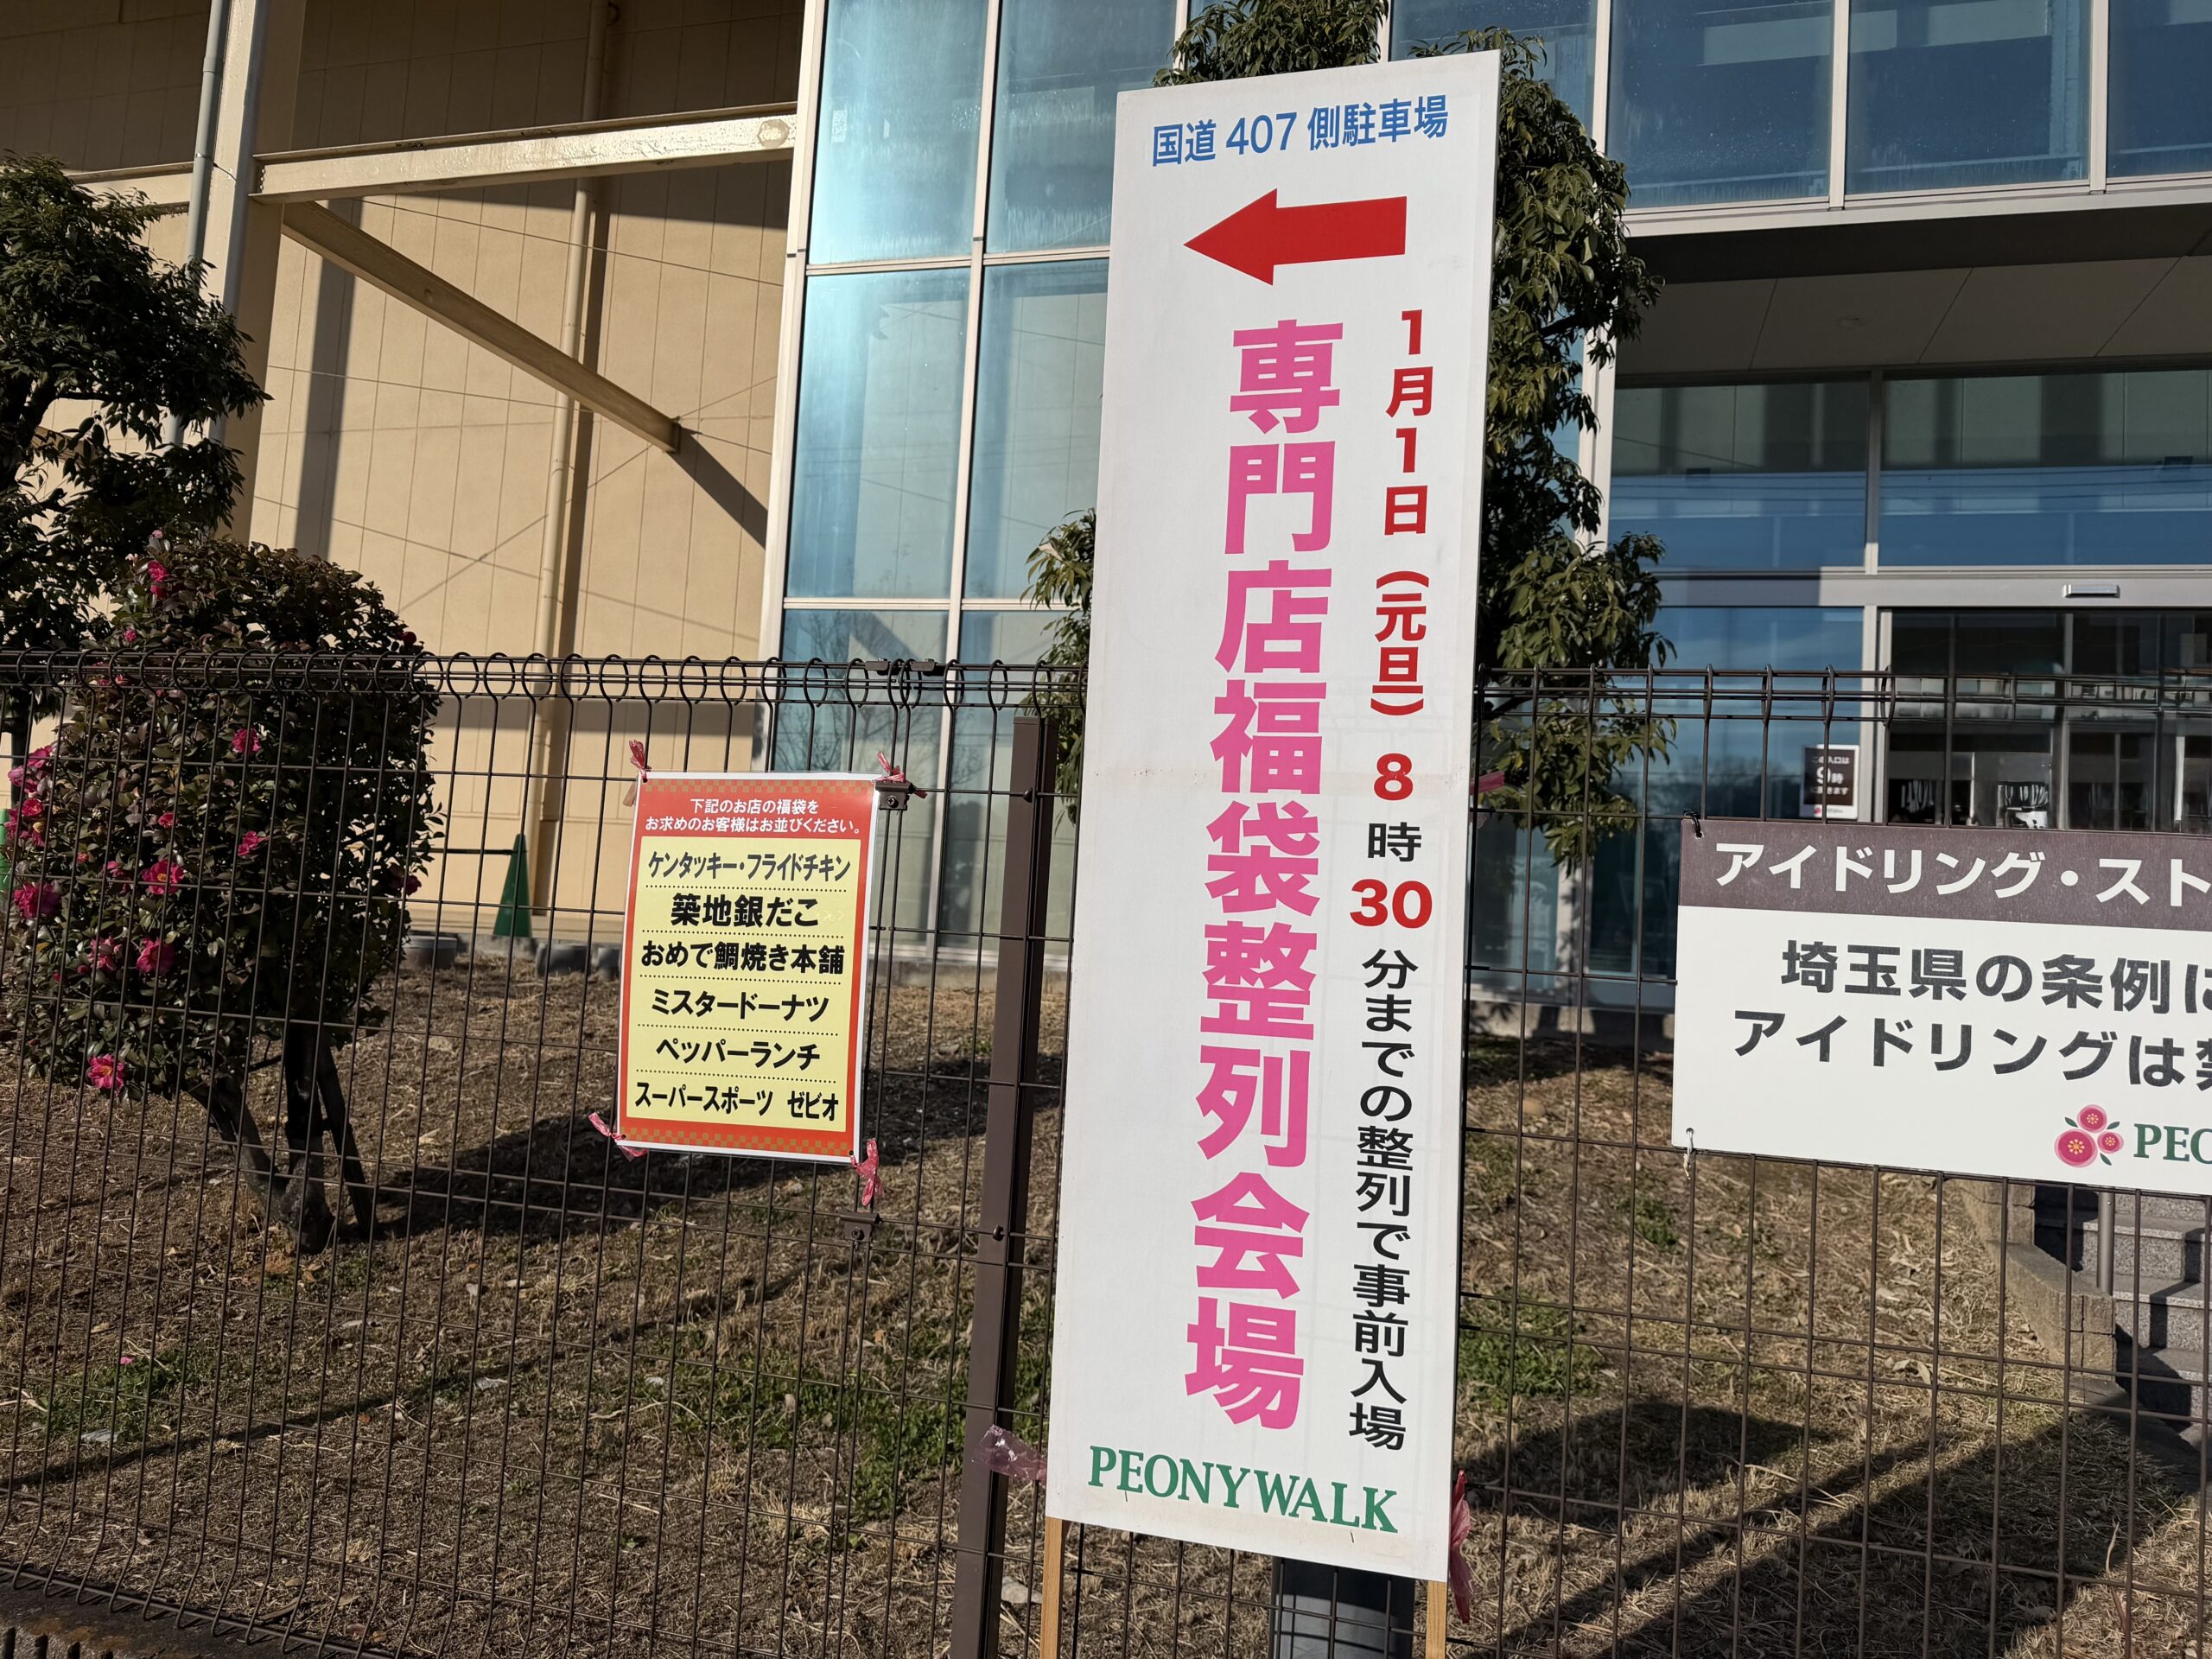 国道 407 側駐車場
1月1日(元旦) 8時30分までの整列で事前入場
専門店福袋整列会場
PEONYWALK
下記のお店の福袋を
お求めのお客様はお並びください。
ケンタッキー・フライドチキン
築地銀だこ
おめで鯛焼き本舗
ミスタードーナツ
ペッパーランチ
スーパースポーツ ゼビオ
アイドリング・スト
埼玉県の条例に
アイドリングは禁
PEO
9時